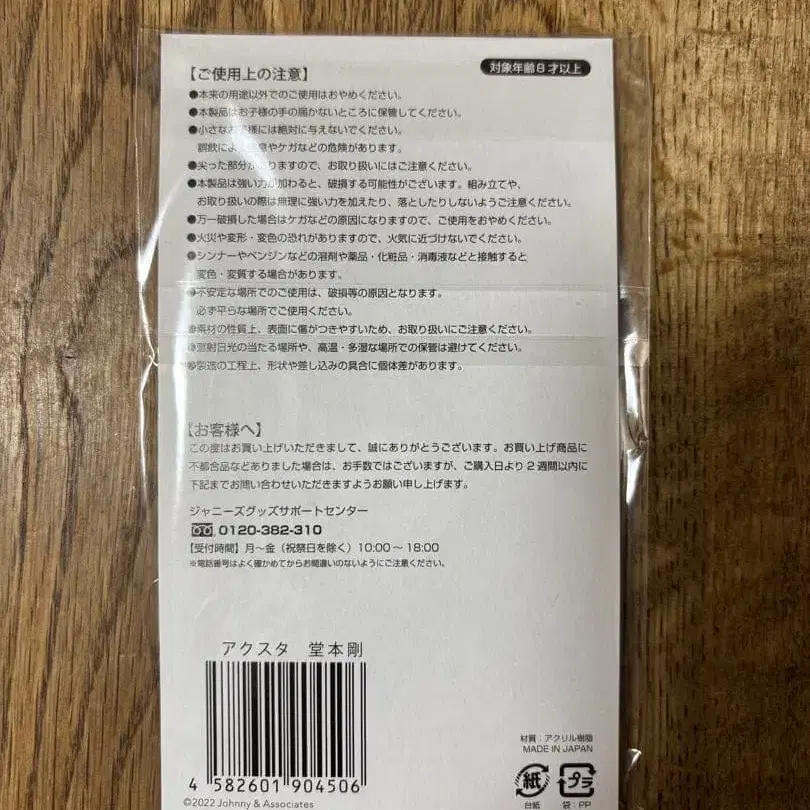 【ご使用上の注意】
対象年齢8才以上
●本来の用途以外でのご使用はおやめください。
●本製品はお子様の手の届かないところに保管してください。
●小さなお子様には絶対に与えないでください。
誤飲による窒息やケガなどの危険があります。
●尖った部分がありますので、お取り扱いにはご注意ください。
●本製品は強い力が加わると、破損する可能性がございます。組み立てや、
お取り扱いの際は無理に強い力を加えたり、落としたりしないようご注意ください。
●万一破損した場合はケガなどの原因になりますので、ご使用をおやめください。
●火災や変形・変色の恐れがありますので、火気に近づけないでください。
●シンナーやベンジンなどの溶剤や薬品・化粧品・消毒液などと接触すると
変色・変質する場合があります。
●不安定な場所でのご使用は、破損等の原因となります。
必ず平らな場所でご使用ください。
●素材の性質上、表面に傷がつきやすいため、お取り扱いにご注意ください。
●直射日光の当たる場所や、高温・多湿な場所での保管は避けてください。
●製造の工程上、形状や差し込みの具合に個体差があります。
【お客様へ】
この度はお買い上げいただきまして、誠にありがとうございます。お買い上げ商品に
不都合品などありました場合は、お手数ではございますが、ご購入日より2週間以内に
下記までお問い合わせいただきますようお願い申し上げます。
ジャニーズグッズサポートセンター
0120-382-310
【受付時間】月～金（祝祭日を除く）10:00～18:00
※電話番号はよく確かめてからお間違いのないようにご注意ください。
アクスタ 堂本剛
4 582601 904506
©2022 Johnny & Associates
材質：アクリル樹脂
MADE IN JAPAN
紙 プラ
台紙 袋：PP